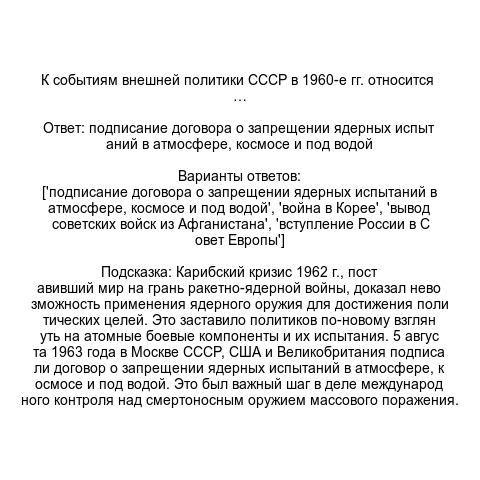 К событиям внешней политики СССР в 1960-е гг. относится
…
Ответ: подписание договора о запрещении ядерных испыт
аний в атмосфере, космосе и под водой
Варианты ответов:
['подписание договора о запрещении ядерных испытаний в
атмосфере, космосе и под водой', 'война в Корее', 'вывод
советских войск из Афганистана', 'вступление России в С
овет Европы']
Подсказка: Карибский кризис 1962 г., пост
авивший мир на грань ракетно-ядерной войны, доказал нево
зможность применения ядерного оружия для достижения поли
тических целей. Это заставило политиков по-новому взглян
уть на атомные боевые компоненты и их испытания. 5 авгус
та 1963 года в Москве СССР, США и Великобритания подписа
ли договор о запрещении ядерных испытаний в атмосфере, к
осмосе и под водой. Это был важный шаг в деле международ
ного контроля над смертоносным оружием массового поражения.